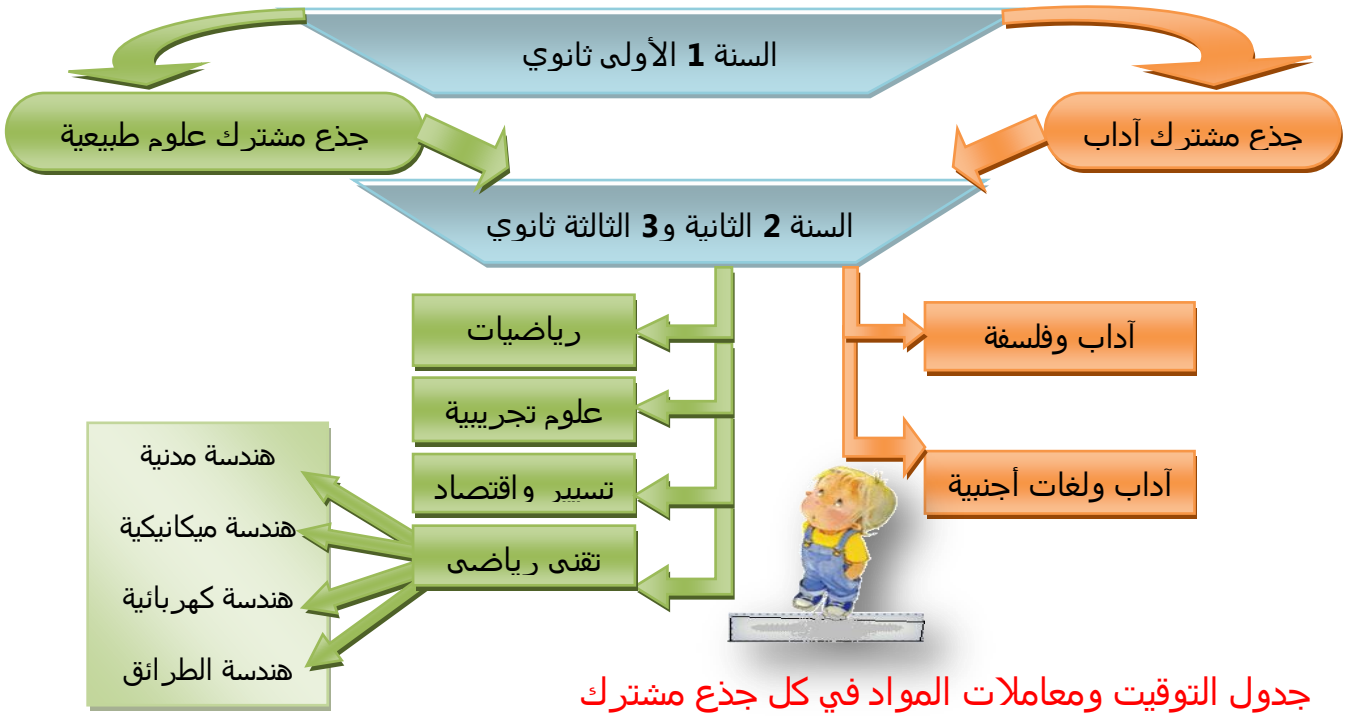 السنة 1 الأولى ثانوي
جذع مشترك آداب
جذع مشترك علوم طبيعية
السنة 2 الثانية و3 الثالثة ثانوي
آداب وفلسفة
آداب ولغات أجنبية
رياضيات
علوم تجريبية
تسيير واقتصاد
تقني رياضي
هندسة مدنية
هندسة ميكانيكية
هندسة كهربائية
هندسة الطرائق
جدول التوقيت ومعاملات المواد في كل جذع مشترك